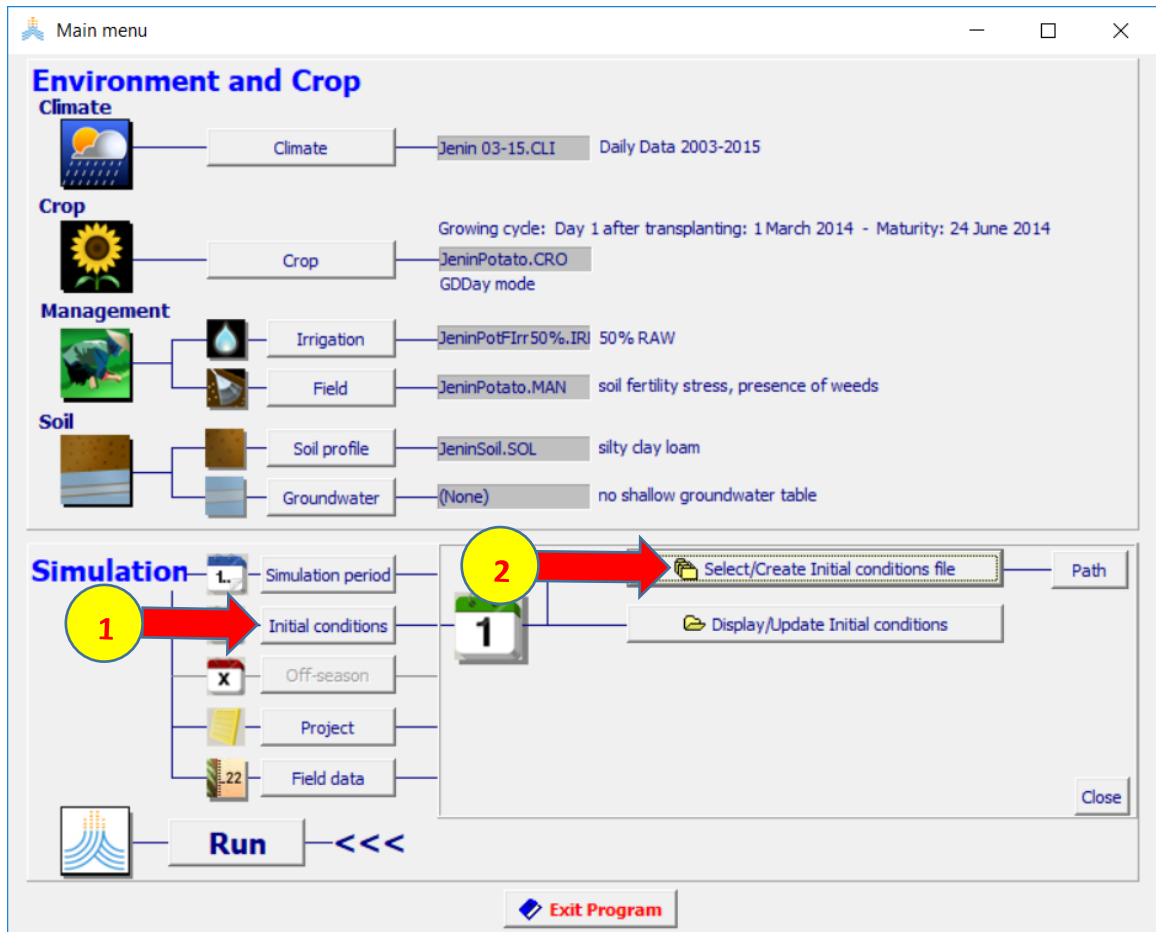 Main menu
Environment and Crop
Climate
Climate
Jenin 03-15.CLI
Daily Data 2003-2015
Crop
Growing cycle: Day 1 after transplanting: 1 March 2014 - Maturity: 24 June 2014
Crop
JeninPotato.CRO
GDDay mode
Management
Irrigation
JeninPotFIrr50%.IRI
50% RAW
Field
JeninPotato.MAN
soil fertility stress, presence of weeds
Soil
Soil profile
JeninSoil.SOL
silty clay loam
Groundwater
(None)
no shallow groundwater table
Simulation
1..
Simulation period
2
Select/Create Initial conditions file
Path
1
Initial conditions
1
Display/Update Initial conditions
X
Off-season
Project
..22
Field data
Close
Run
<<<
Exit Program